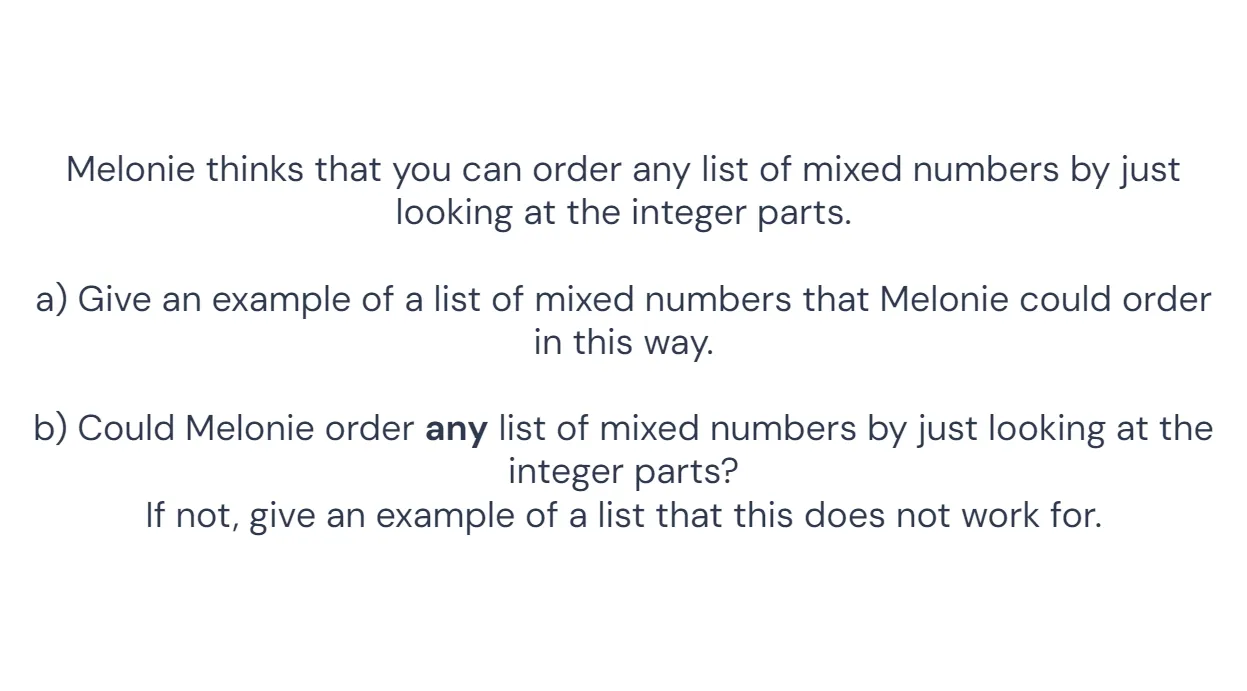 Melonie thinks that you can order any list of mixed numbers by just
looking at the integer parts.
a) Give an example of a list of mixed numbers that Melonie could order
in this way.
b) Could Melonie order any list of mixed numbers by just looking at the
integer parts?
If not, give an example of a list that this does not work for.